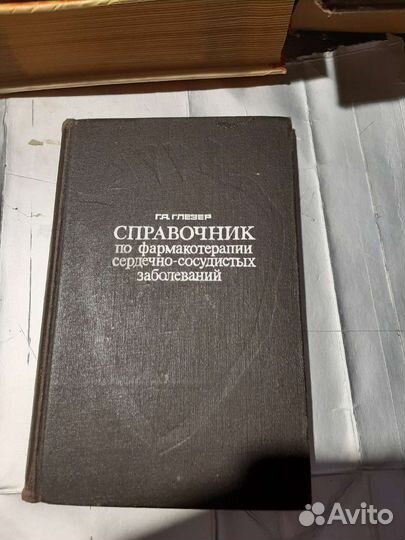 Г.А. ГЛЕЗЕР
СПРАВОЧНИК
по фармакотерапии
сердечно-сосудистых
заболеваний
Avito